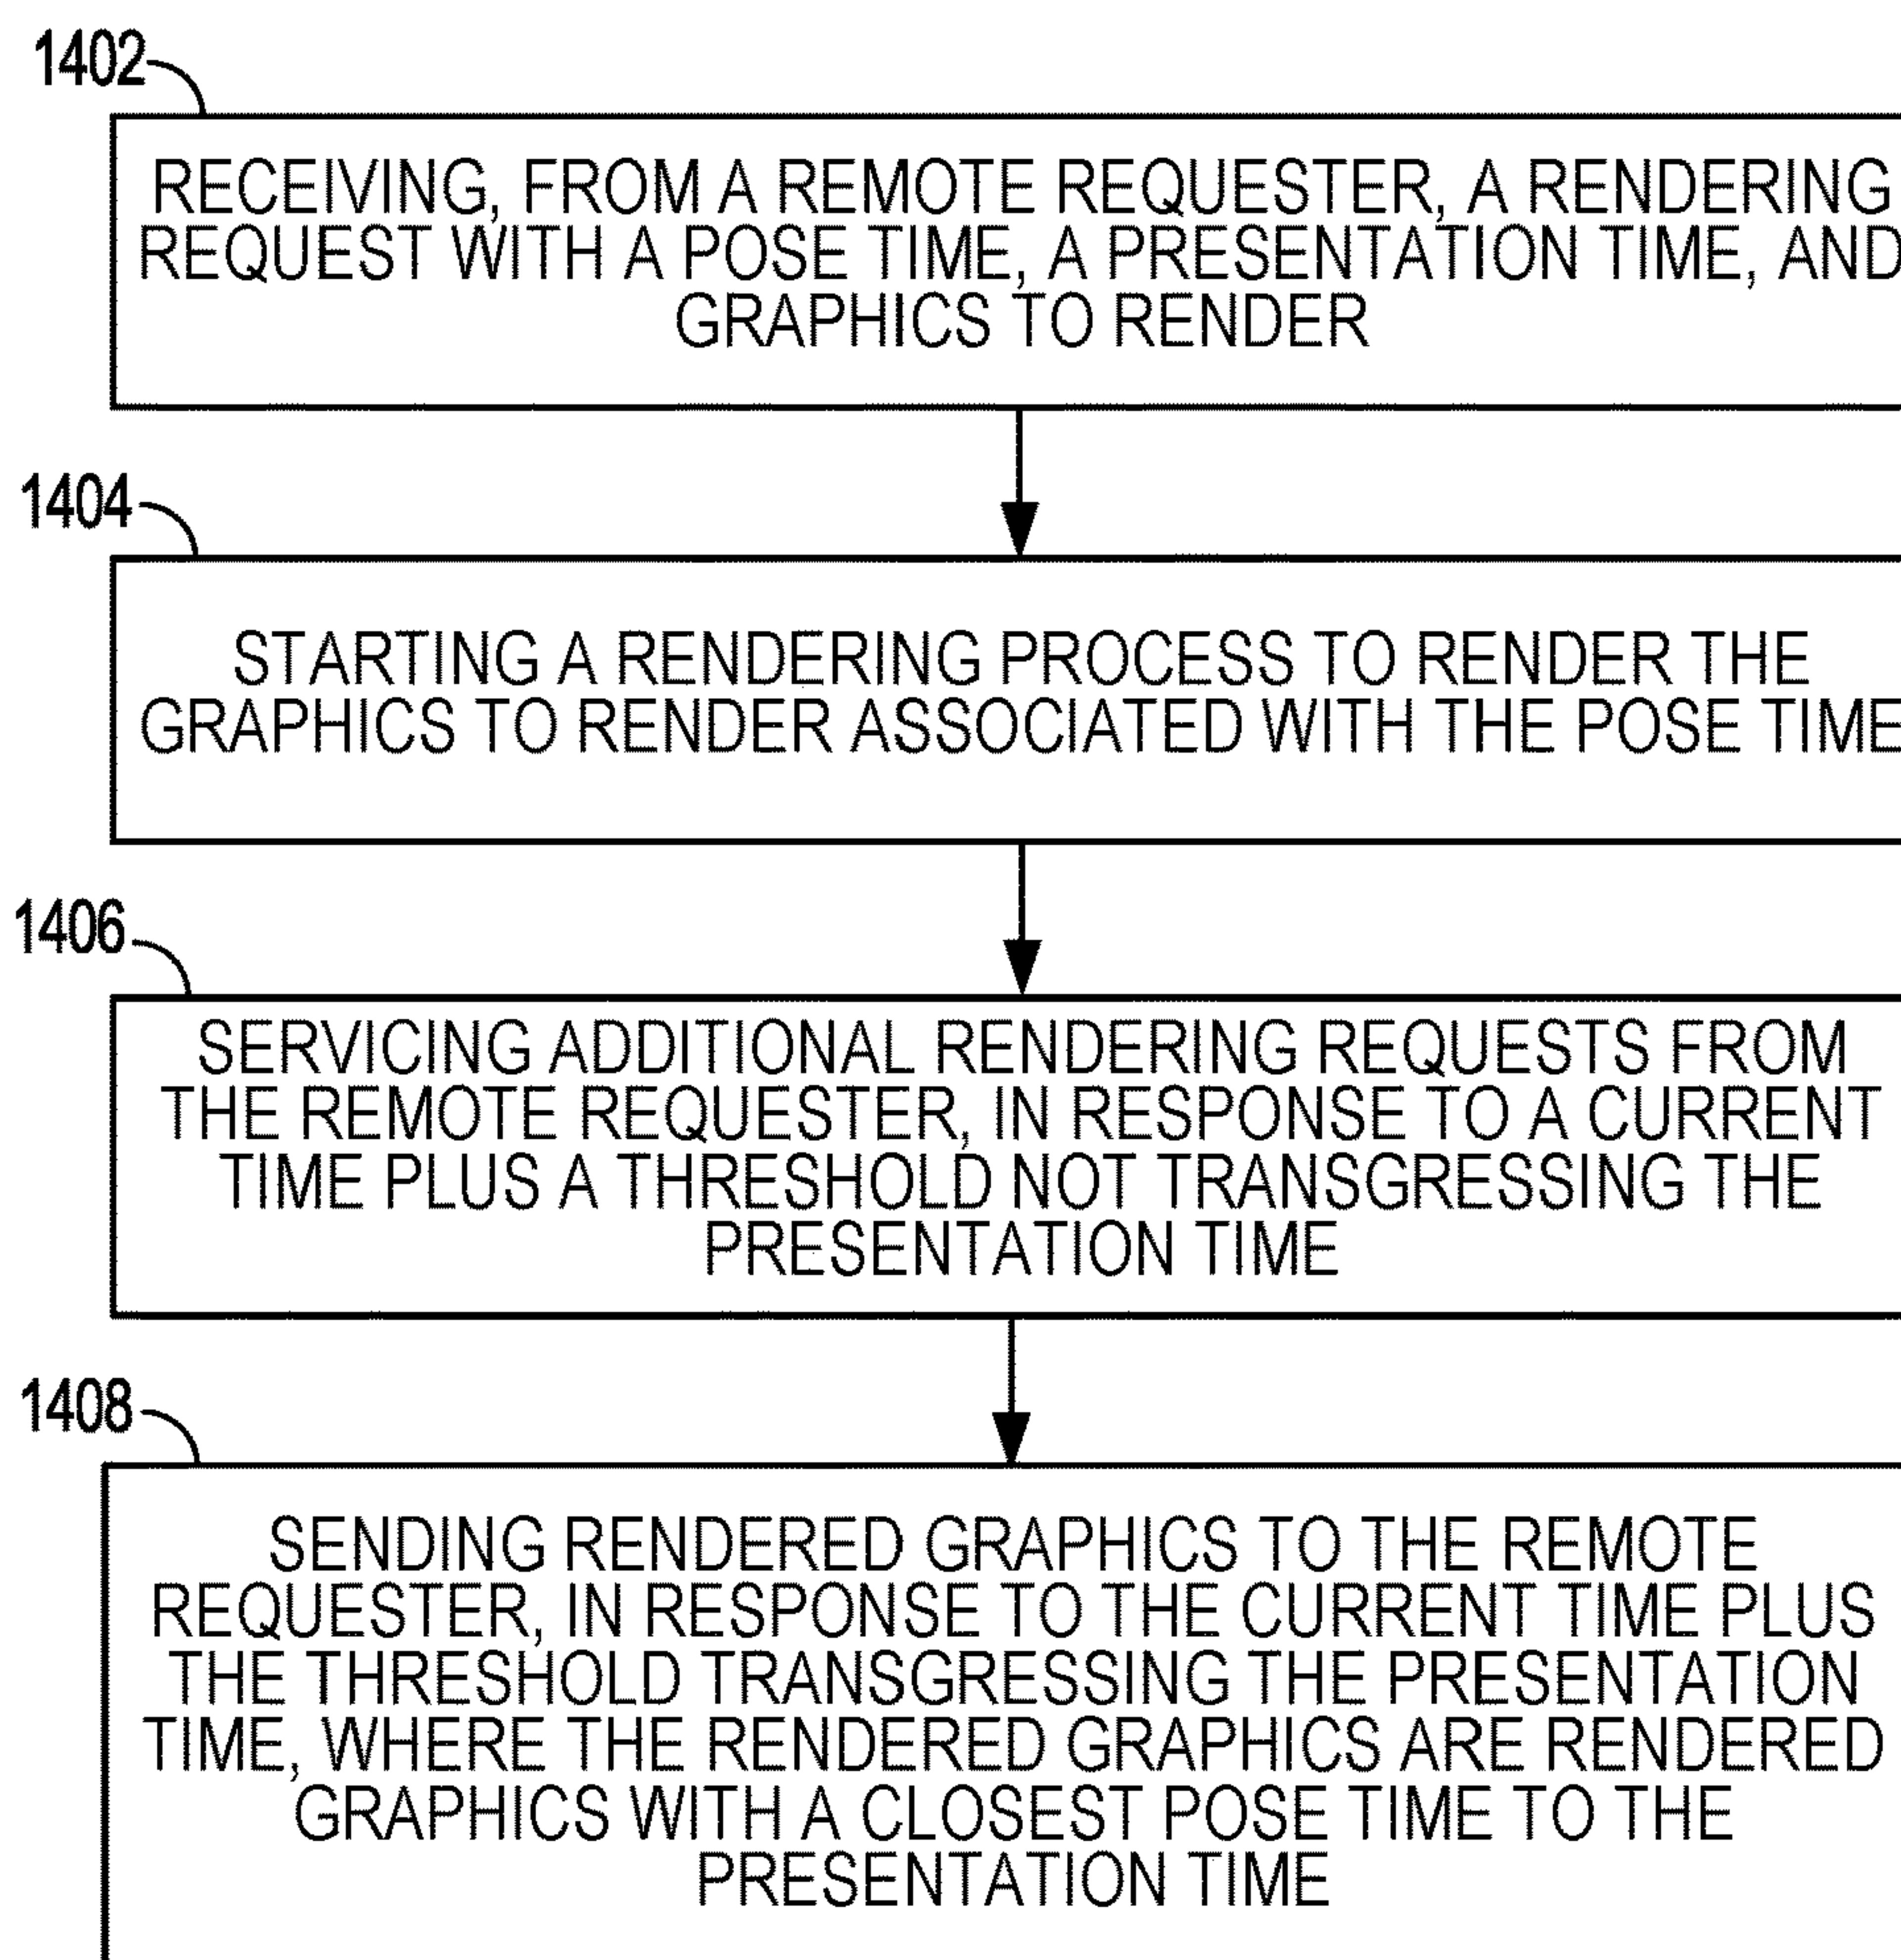 1402
RECEIVING, FROM A REMOTE REQUESTER, A RENDERING
REQUEST WITH A POSE TIME, A PRESENTATION TIME, AND
GRAPHICS TO RENDER
1404
STARTING A RENDERING PROCESS TO RENDER THE
GRAPHICS TO RENDER ASSOCIATED WITH THE POSE TIME
1406
SERVICING ADDITIONAL RENDERING REQUESTS FROM
THE REMOTE REQUESTER, IN RESPONSE TO A CURRENT
TIME PLUS A THRESHOLD NOT TRANSGRESSING THE
PRESENTATION TIME
1408
SENDING RENDERED GRAPHICS TO THE REMOTE
REQUESTER, IN RESPONSE TO THE CURRENT TIME PLUS
THE THRESHOLD TRANSGRESSING THE PRESENTATION
TIME, WHERE THE RENDERED GRAPHICS ARE RENDERED
GRAPHICS WITH A CLOSEST POSE TIME TO THE
PRESENTATION TIME